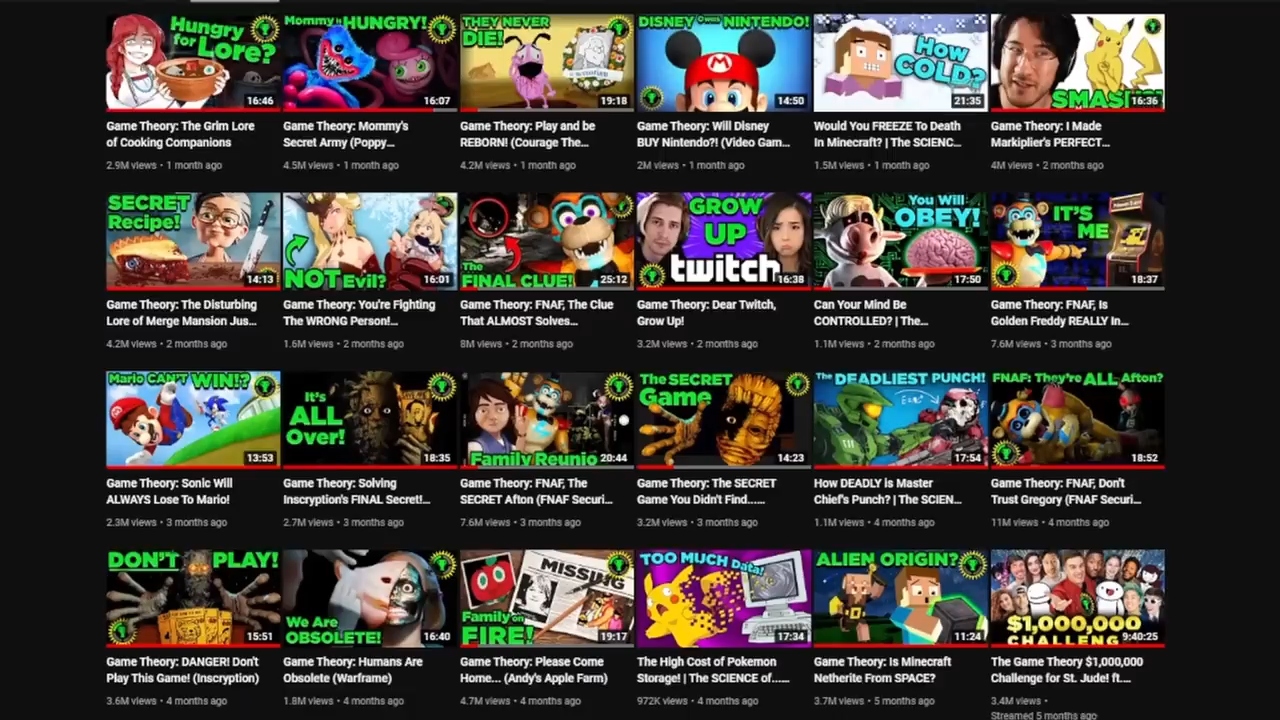 Hungry for Lore?
16:46
Mommy's HUNGRY!
16:07
THEY NEVER DIE!
19:18
DISNEY Owns NINTENDO!
14:50
How COLD?
21:35
SMASH
16:36
Game Theory: The Grim Lore
of Cooking Companions
2.9M views • 1 month ago
Game Theory: Mommy's
Secret Army (Poppy...
4.5M views • 1 month ago
Game Theory: Play and be
REBORN! (Courage The...
4.2M views • 1 month ago
Game Theory: Will Disney
BUY Nintendo?! (Video Gam...
2M views • 1 month ago
Would You FREEZE To Death
In Minecraft? | The SCIENC...
1.5M views • 1 month ago
Game Theory: I Made
Markiplier's PERFECT...
4M views • 2 months ago
SECRET Recipe!
14:13
NOT Evil?
16:01
The FINAL CLUE!
25:12
GROW UP twitch
16:38
You Will OBEY!
17:50
IT'S ME
18:37
Game Theory: The Disturbing
Lore of Merge Mansion Jus...
4.2M views • 2 months ago
Game Theory: You're Fighting
The WRONG Person!...
1.6M views • 2 months ago
Game Theory: FNAF, The Clue
That ALMOST Solves...
8M views • 2 months ago
Game Theory: Dear Twitch,
Grow Up!
3.2M views • 2 months ago
Can Your Mind Be
CONTROLLED? | The...
1.1M views • 2 months ago
Game Theory: FNAF, Is
Golden Freddy REALLY In...
7.6M views • 3 months ago
Mario CAN'T WIN!?
13:53
It's ALL Over!
18:35
Family Reunio
20:44
The SECRET Game
14:23
The DEADLIEST PUNCH!
17:54
FNAF: They're ALL Afton?
18:52
Game Theory: Sonic Will
ALWAYS Lose To Mario!
2.3M views • 3 months ago
Game Theory: Solving
Inscryption's FINAL Secret!...
2.7M views • 3 months ago
Game Theory: FNAF, The
SECRET Afton (FNAF Securi...
7.6M views • 3 months ago
Game Theory: The SECRET
Game You Didn't Find......
3.2M views • 3 months ago
How DEADLY is Master
Chief's Punch? | The SCIEN...
1.1M views • 4 months ago
Game Theory: FNAF, Don't
Trust Gregory (FNAF Securi...
11M views • 4 months ago
DON'T PLAY!
15:51
We Are OBSOLETE!
16:40
MISSING
Family on FIRE!
19:17
TOO MUCH Data!
17:34
ALIEN ORIGIN?
11:24
$1,000,000
CHALLENG
9:40:25
Game Theory: DANGER! Don't
Play This Game! (Inscryption)
3.6M views • 4 months ago
Game Theory: Humans Are
Obsolete (Warframe)
1.8M views • 4 months ago
Game Theory: Please Come
Home... (Andy's Apple Farm)
4.7M views • 4 months ago
The High Cost of Pokemon
Storage! | The SCIENCE of......
972K views • 4 months ago
Game Theory: Is Minecraft
Netherite From SPACE?
3.7M views • 5 months ago
The Game Theory $1,000,000
Challenge for St. Jude! ft....
3.4M views •
Streamed 5 months ago